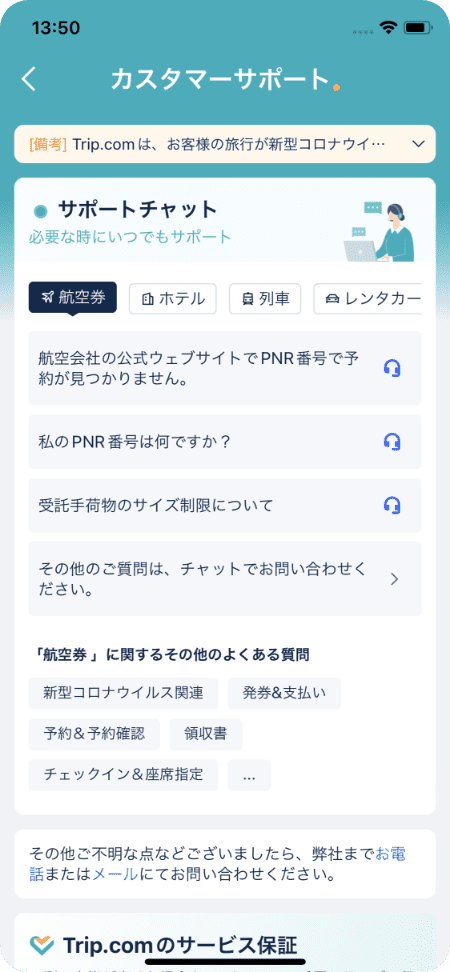 13:50
カスタマーサポート.
[備考] Trip.comは、お客様の旅行が新型コロナウイ…
サポートチャット
必要な時にいつでもサポート
航空券 ホテル 列車 レンタカー
航空会社の公式ウェブサイトでPNR番号で予
約が見つかりません。
私のPNR番号は何ですか？
受託手荷物のサイズ制限について
その他のご質問は、チャットでお問い合わせく
ださい。
「航空券 」に関するその他のよくある質問
新型コロナウイルス関連 発券&支払い
予約＆予約確認 領収書
チェックイン＆座席指定 ...
その他ご不明な点などございましたら、弊社までお電
話またはメールにてお問い合わせください。
Trip.comのサービス保証